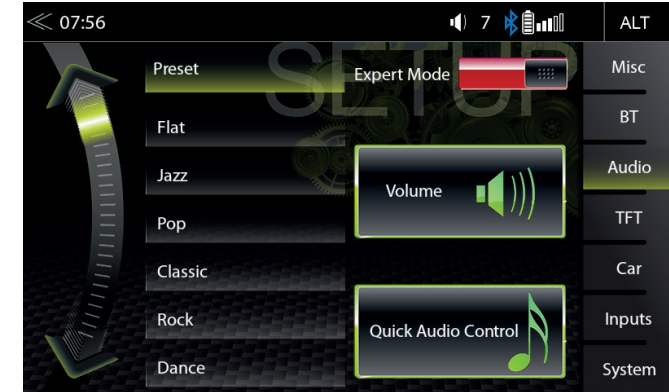 07:56 7 ALT
SETUP
Preset
Expert Mode
Misc
Flat
BT
Jazz
Volume
Audio
Pop
TFT
Classic
Car
Rock
Quick Audio Control
Inputs
Dance
System